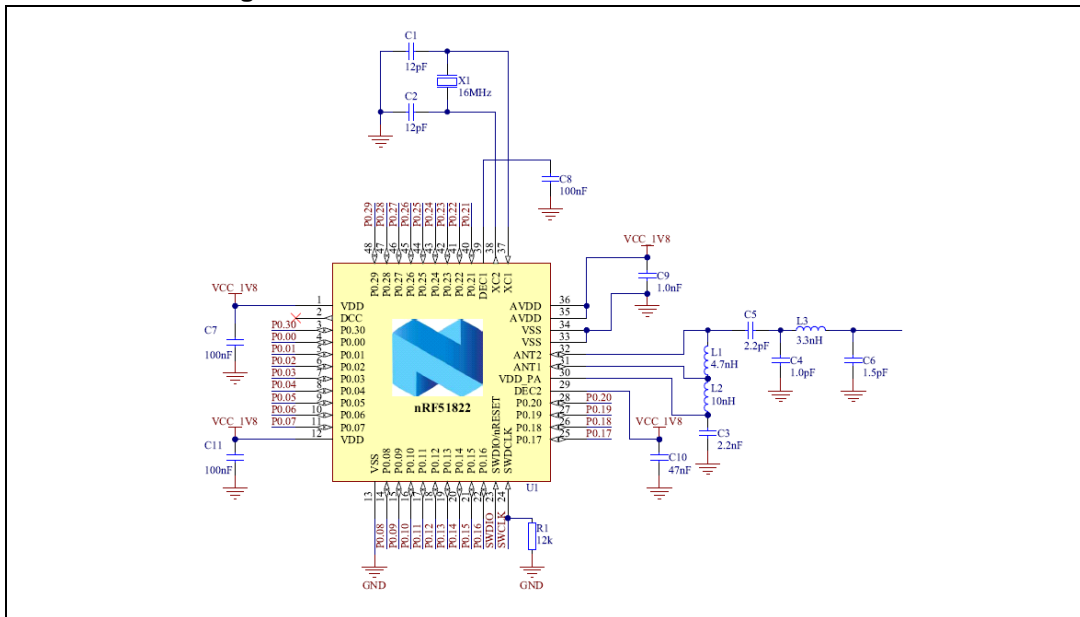 C1
12pF
X1
16MHz
C2
12pF
C8
100nF
P0.29
P0.28
P0.27
P0.26
P0.25
P0.24
P0.23
P0.22
P0.21
48
47
46
45
44
43
42
41
40
39
38
37
P0.29
P0.28
P0.27
P0.26
P0.25
P0.24
P0.23
P0.22
P0.21
DEC1
XC2
XC1
VCC_1V8
C9
1.0nF
VCC_1V8
C7
100nF
1 VDD
2 DCC
P0.30 3 P0.30
P0.00 4 P0.00
P0.01 5 P0.01
P0.02 6 P0.02
P0.03 7 P0.03
P0.04 8 P0.04
P0.05 9 P0.05
P0.06 10 P0.06
P0.07 11 P0.07
12 VDD
VCC_1V8
C11
100nF
nRF51822
AVDD 36
AVDD 35
VSS 34
VSS 33
ANT2 32
ANT1 31
VDD_PA 30
DEC2 29
P0.20 28 P0.20
P0.19 27 P0.19
P0.18 26 P0.18
P0.17 25 P0.17
C5
2.2pF
L3
3.3nH
L1
4.7nH
C4
1.0pF
C6
1.5pF
L2
10nH
C3
2.2nF
VCC_1V8
C10
47nF
VSS
P0.08
P0.09
P0.10
P0.11
P0.12
P0.13
P0.14
P0.15
P0.16
SWDIO/nRESET
SWDCLK
U1
13
14
15
16
17
18
19
20
21
22
23
24
P0.08
P0.09
P0.10
P0.11
P0.12
P0.13
P0.14
P0.15
P0.16
SWDIO
SWCLK
R1
12k
GND
GND